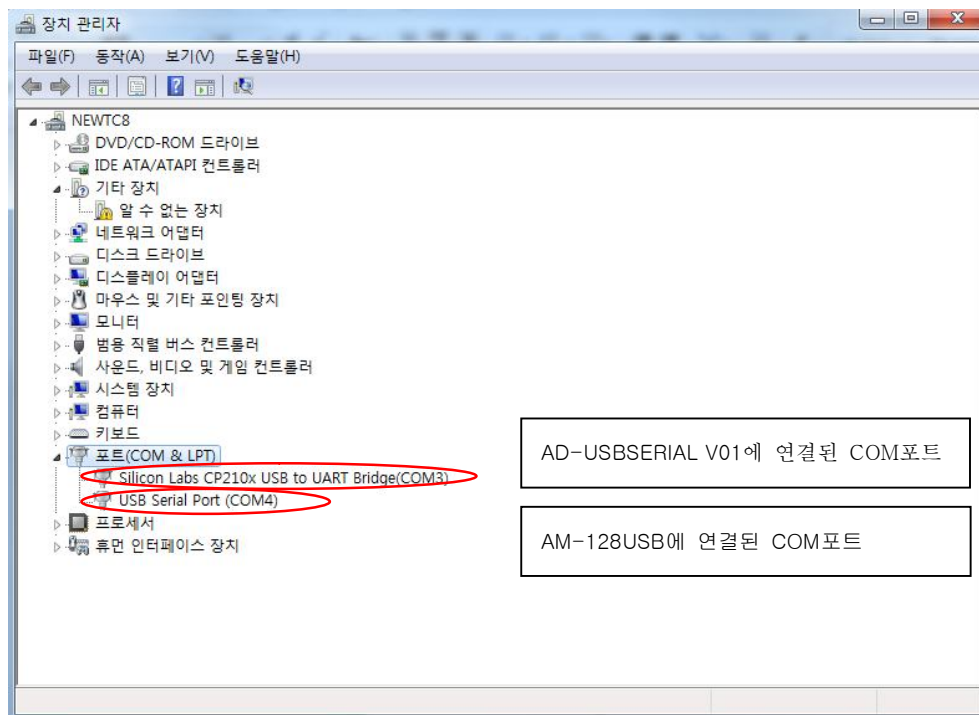 장치 관리자
파일(F) 동작(A) 보기(V) 도움말(H)
NEWTC8
DVD/CD-ROM 드라이브
IDE ATA/ATAPI 컨트롤러
기타 장치
알 수 없는 장치
네트워크 어댑터
디스크 드라이브
디스플레이 어댑터
마우스 및 기타 포인팅 장치
모니터
범용 직렬 버스 컨트롤러
사운드, 비디오 및 게임 컨트롤러
시스템 장치
컴퓨터
키보드
포트(COM & LPT)
Silicon Labs CP210x USB to UART Bridge(COM3)
USB Serial Port (COM4)
프로세서
휴먼 인터페이스 장치
AD-USBSERIAL V01에 연결된 COM포트
AM-128USB에 연결된 COM포트